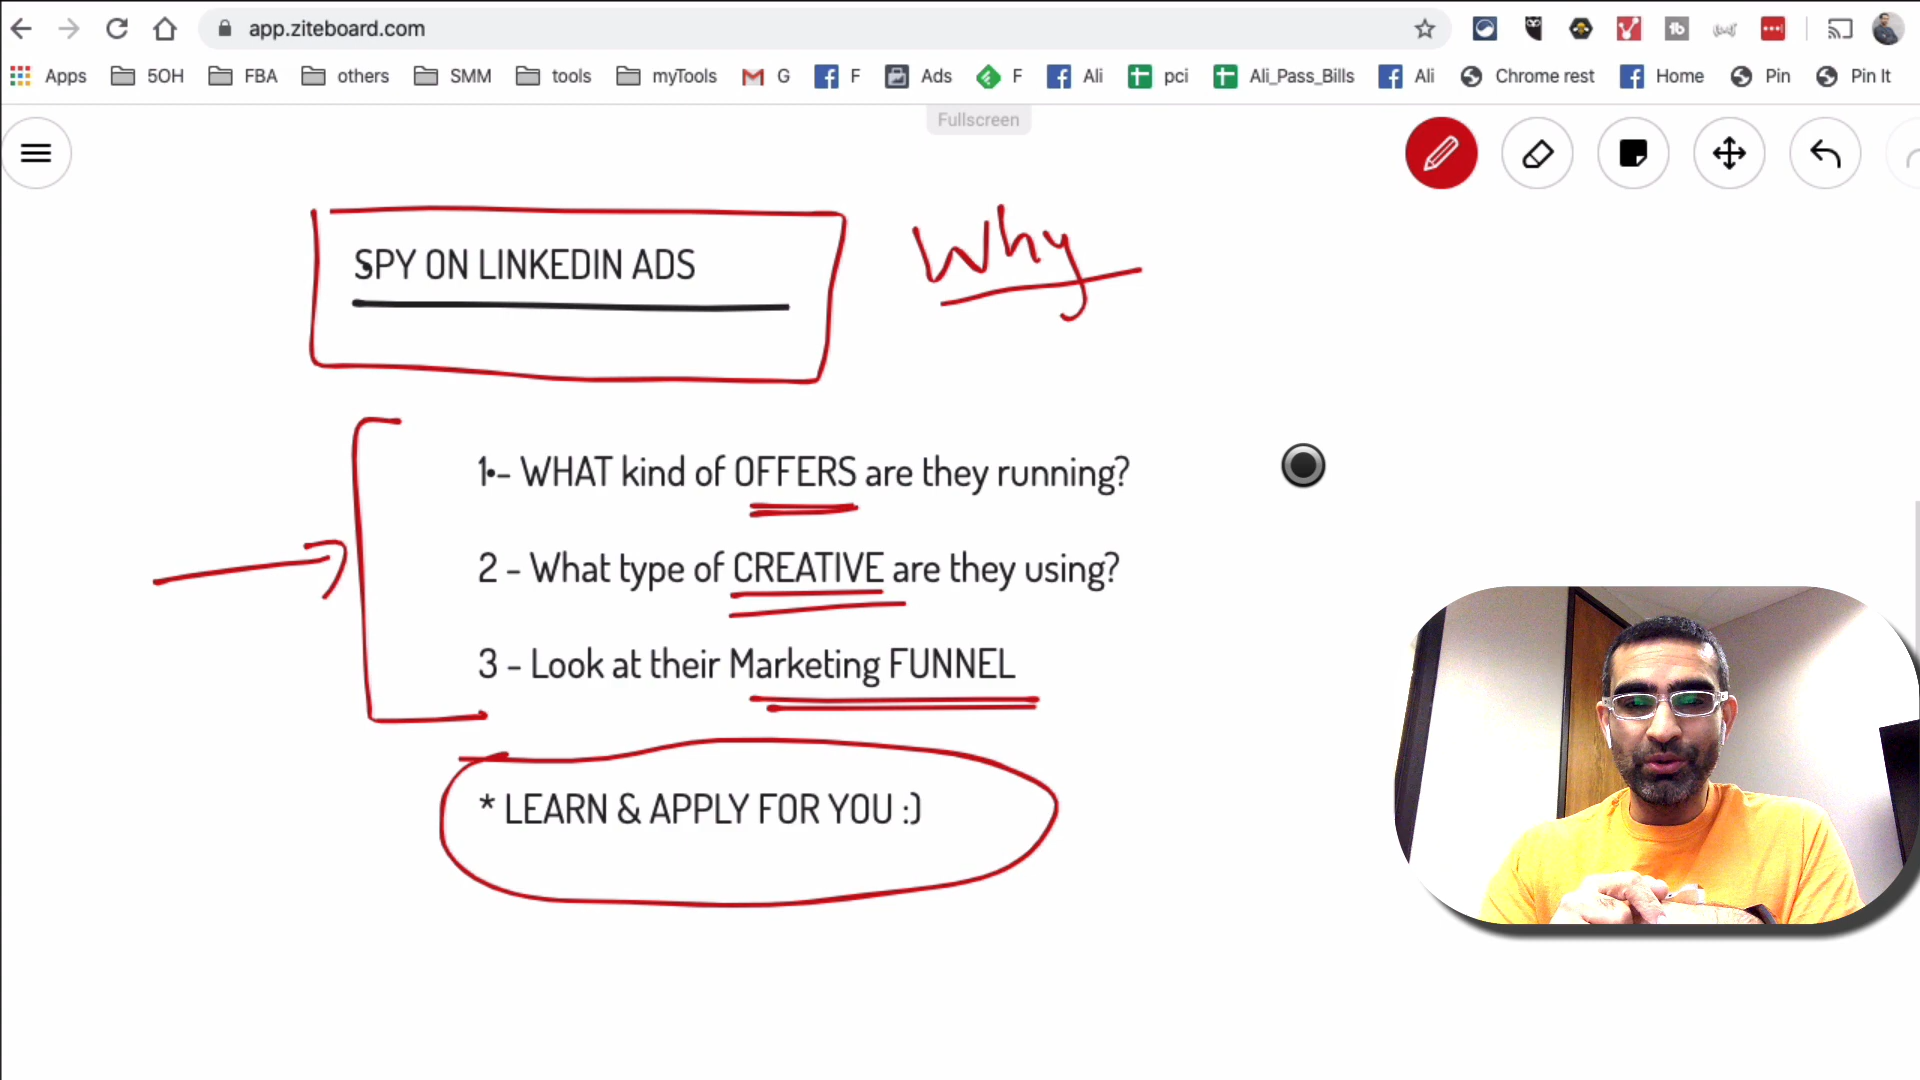 app.ziteboard.com
Apps 5OH FBA others SMM tools myTools G F Ads F Ali pci Ali_Pass_Bills Ali Chrome rest Home Pin Pin It
Fullscreen
SPY ON LINKEDIN ADS
Why
1- WHAT kind of OFFERS are they running?
2 - What type of CREATIVE are they using?
3 - Look at their Marketing FUNNEL
* LEARN & APPLY FOR YOU :)